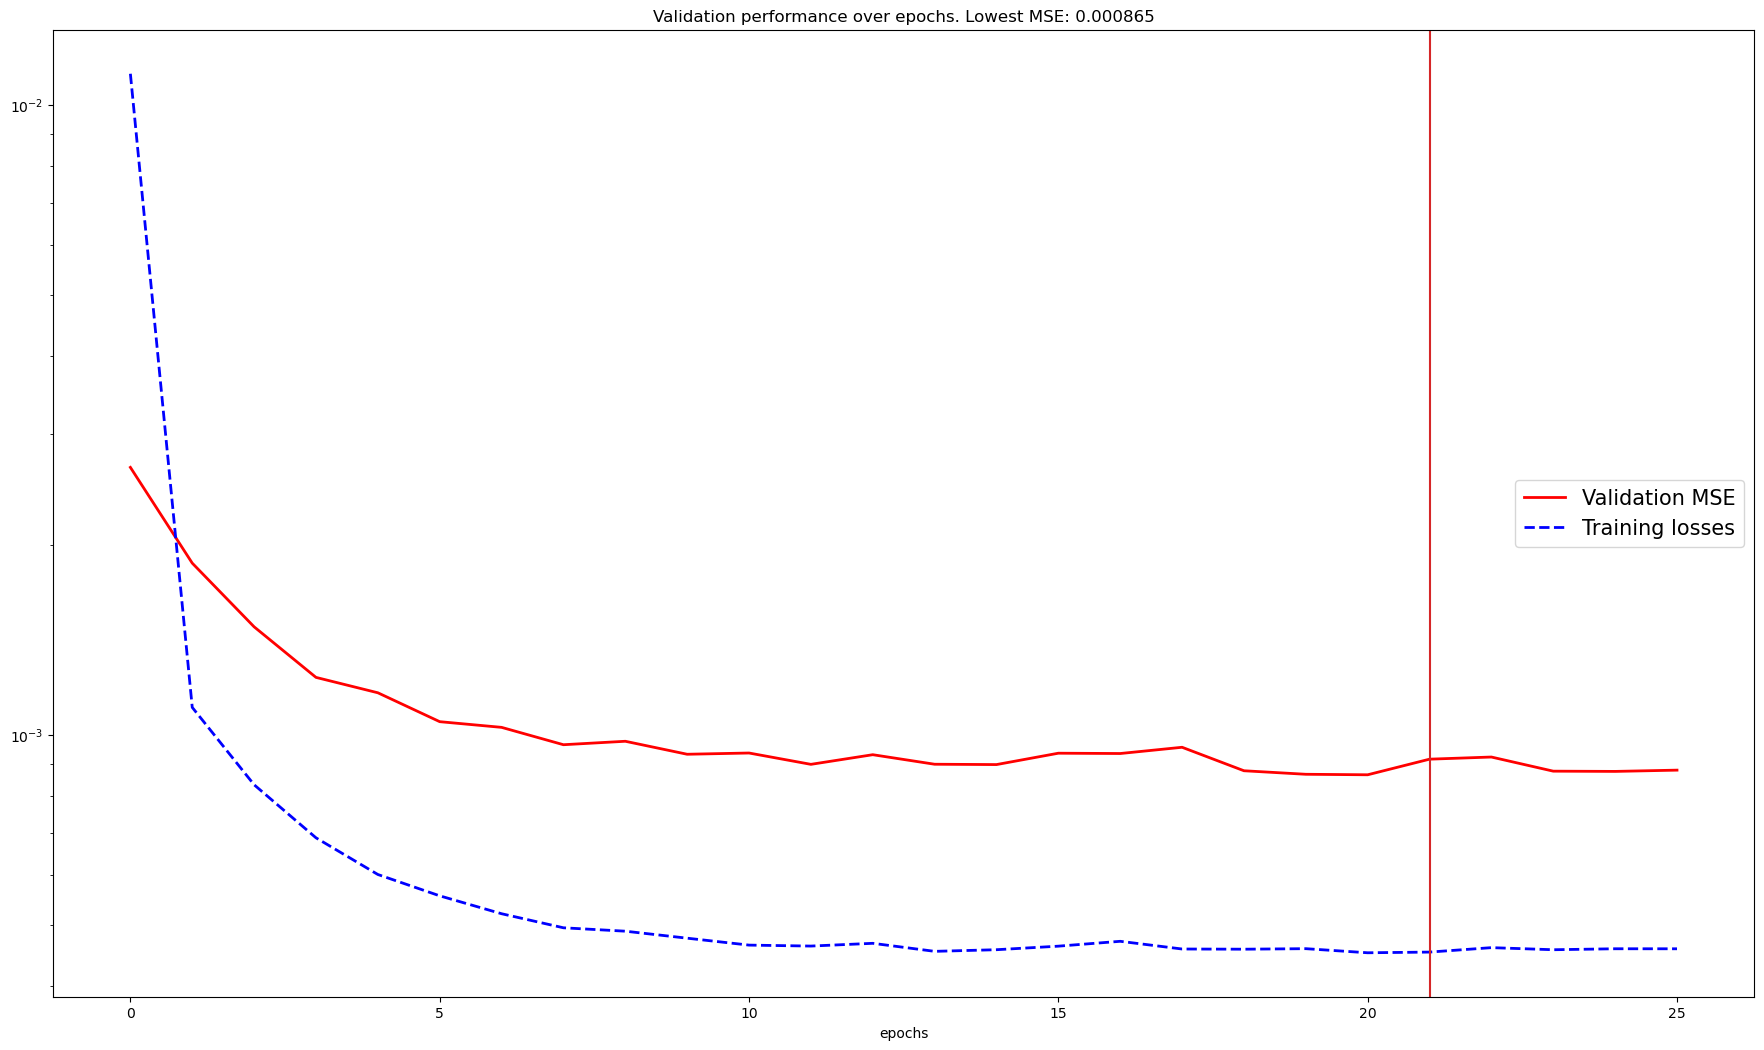 Validation performance over epochs. Lowest MSE: 0.000865
10⁻²
10⁻³
Validation MSE
Training losses
0 5 10 15 20 25
epochs